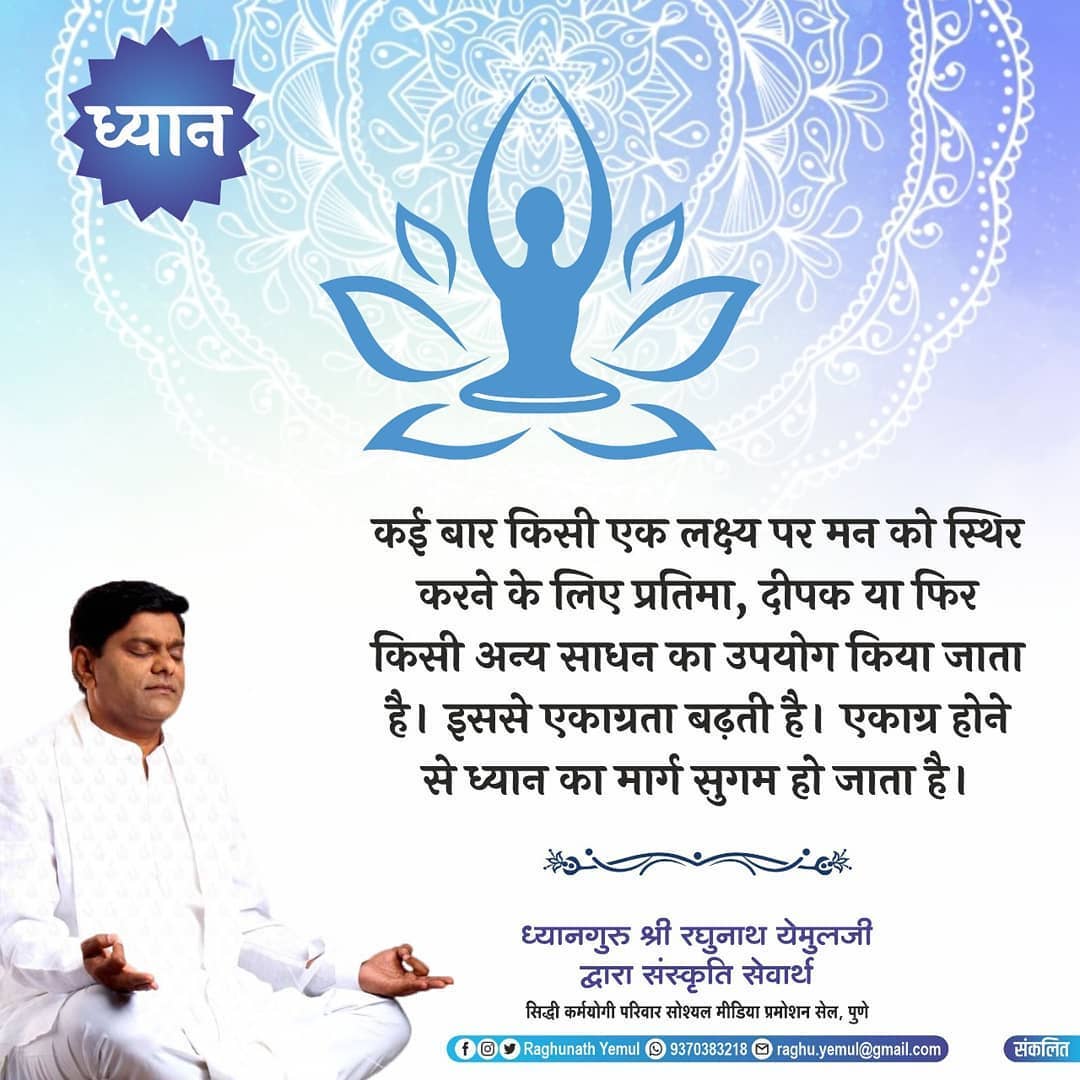 ध्यान
कई बार किसी एक लक्ष्य पर मन को स्थिर
करने के लिए प्रतिमा, दीपक या फिर
किसी अन्य साधन का उपयोग किया जाता
है। इससे एकाग्रता बढ़ती है। एकाग्र होने
से ध्यान का मार्ग सुगम हो जाता है।
ध्यानगुरु श्री रघुनाथ येमुलजी
द्वारा संस्कृति सेवार्थ
सिद्धी कर्मयोगी परिवार सोश्यल मीडिया प्रमोशन सेल, पुणे
Raghunath Yemul 9370383218 raghu.yemul@gmail.com
संकलित